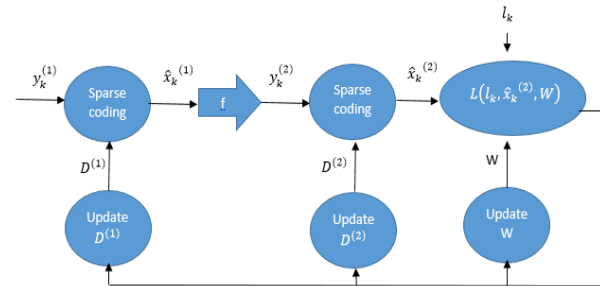 l_k
y_k^{(1)}
Sparse
coding
x̂_k^{(1)}
f
y_k^{(2)}
Sparse
coding
x̂_k^{(2)}
L(l_k, x̂_k^{(2)}, W)
D^{(1)}
D^{(2)}
W
Update
D^{(1)}
Update
D^{(2)}
Update
W